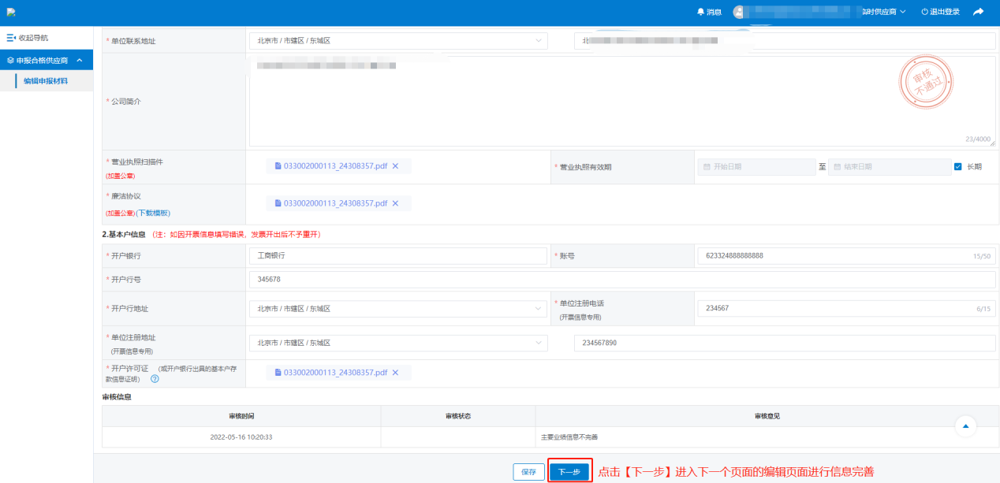 消息
时供应商
退出登录
收起导航
申报合格供应商
编辑申报材料
* 单位联系地址
北京市 / 市辖区 / 东城区
北
* 公司简介
审核
不通过
23/4000
* 营业执照扫描件
(加盖公章)
033002000113_24308357.pdf
* 营业执照有效期
开始日期
至
结束日期
长期
* 廉洁协议
(加盖公章)(下载模板)
033002000113_24308357.pdf
2.基本户信息 (注：如因开票信息填写错误，发票开出后不予重开)
* 开户银行
工商银行
* 账号
623324888888888
15/50
* 开户行号
345678
* 开户行地址
北京市 / 市辖区 / 东城区
* 单位注册电话
(开票信息专用)
234567
6/15
* 单位注册地址
(开票信息专用)
北京市 / 市辖区 / 东城区
234567890
* 开户许可证 (或开户银行出具的基本户存
款信息证明)
033002000113_24308357.pdf
审核信息
审核时间
审核状态
审核意见
2022-05-16 10:20:33
主要业绩信息不完善
保存
下一步
点击【下一步】进入下一个页面的编辑页面进行信息完善